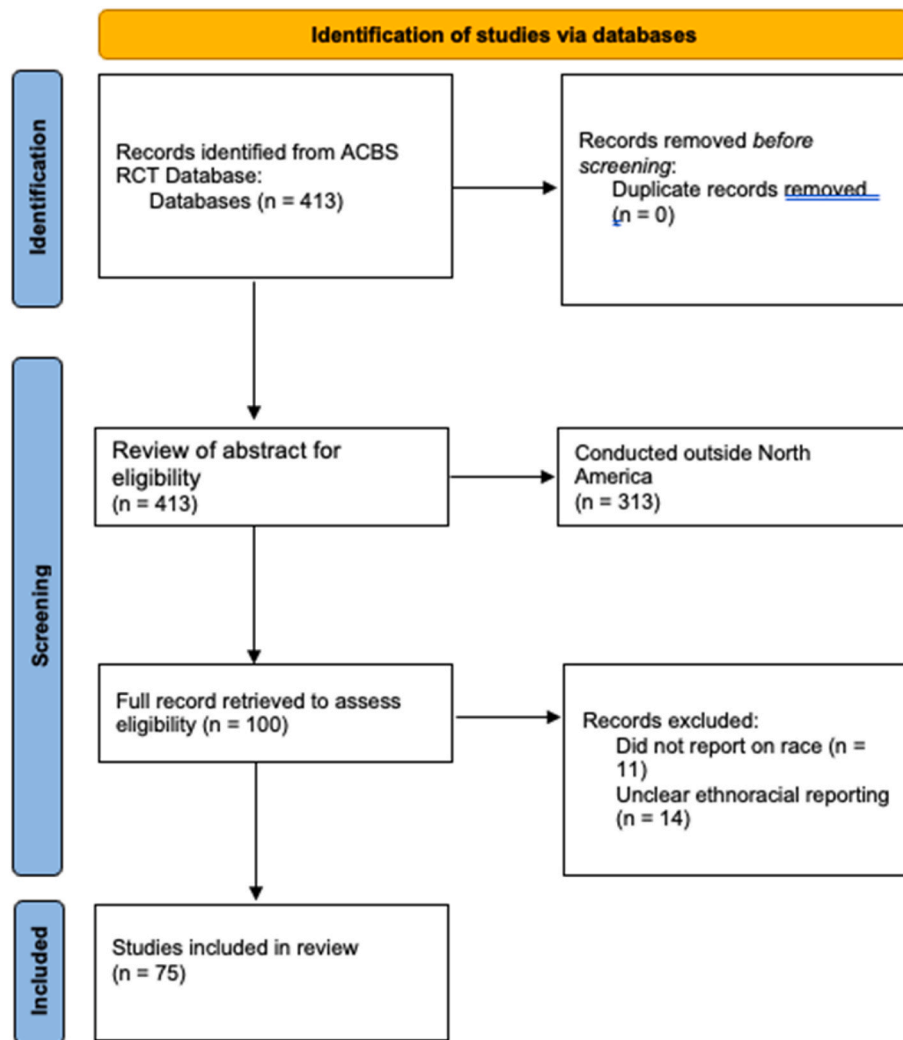 Identification of studies via databases
Identification
Records identified from ACBS
RCT Database:
Databases (n = 413)
Records removed before
screening:
Duplicate records removed
(n = 0)
Screening
Review of abstract for
eligibility
(n = 413)
Conducted outside North
America
(n = 313)
Full record retrieved to assess
eligibility (n = 100)
Records excluded:
Did not report on race (n =
11)
Unclear ethnoracial reporting
(n = 14)
Included
Studies included in review
(n = 75)